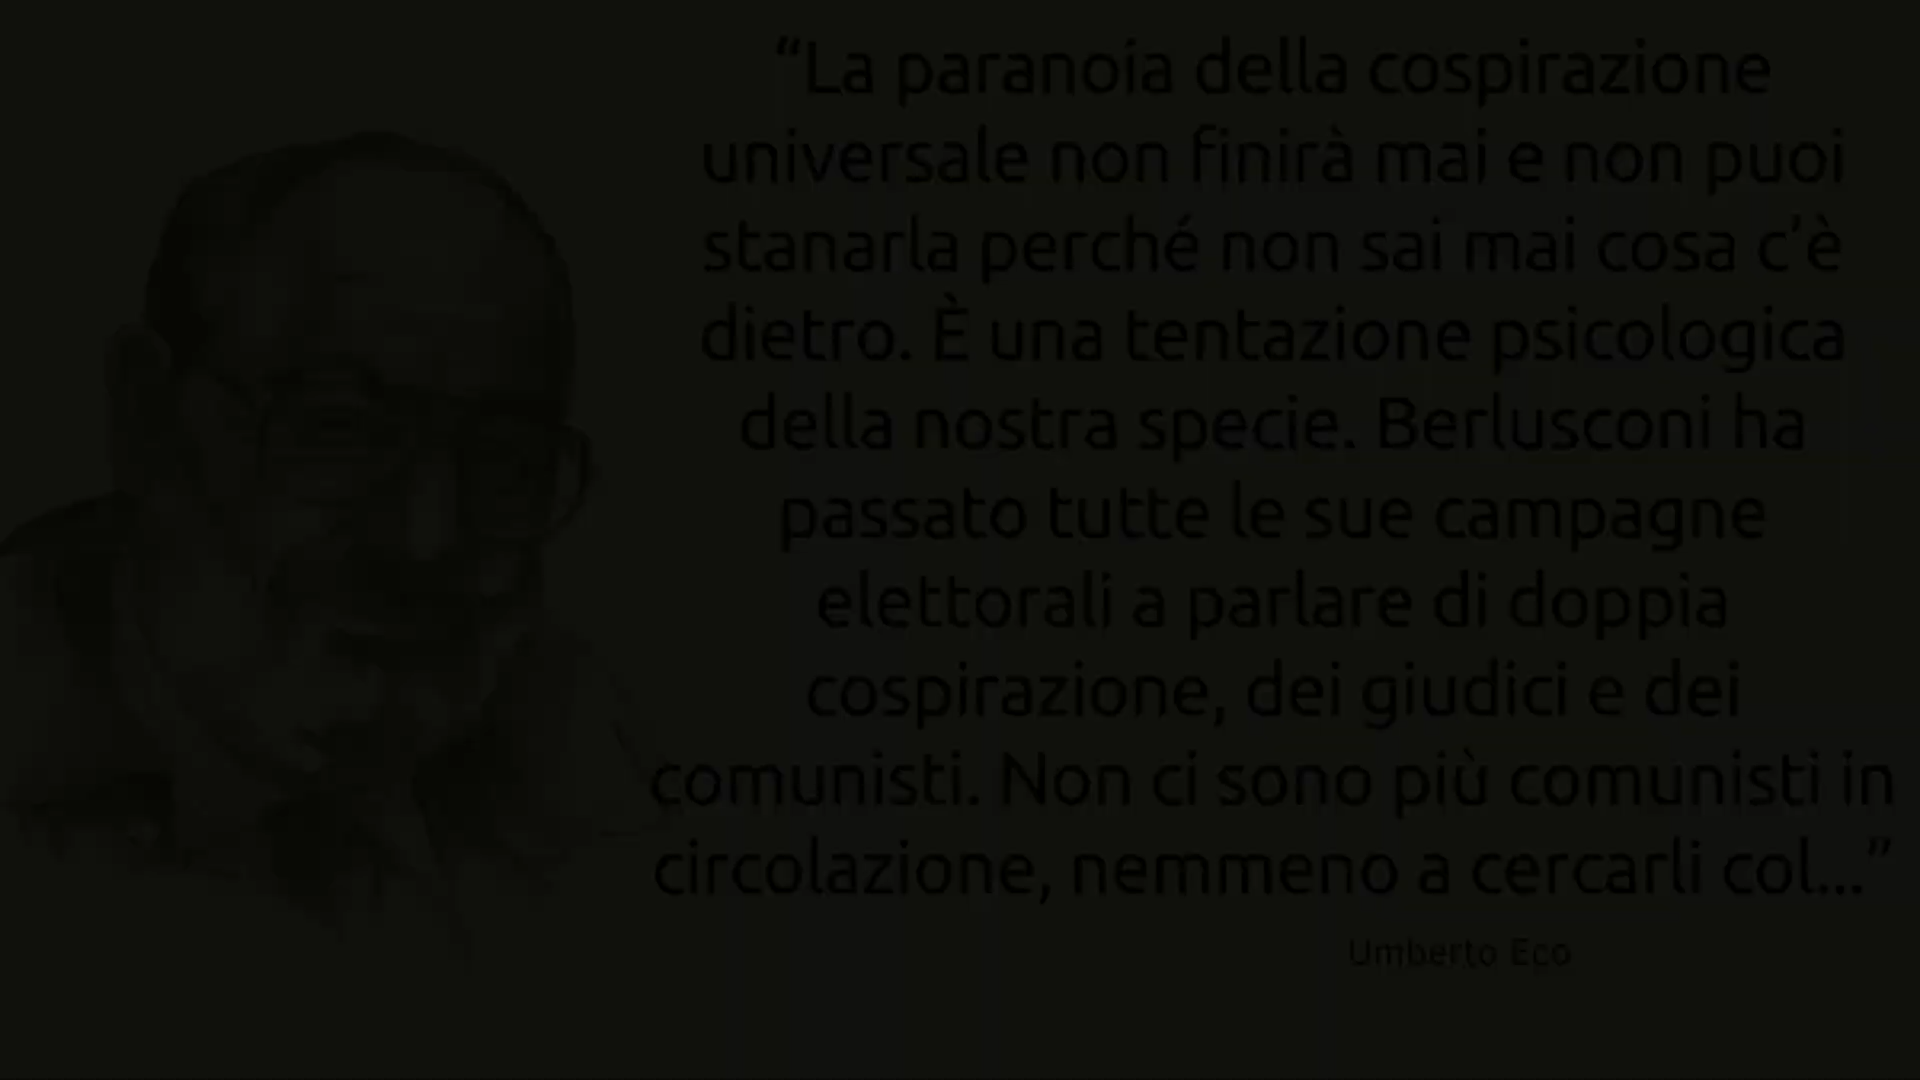 “La paranoia della cospirazione
universale non finirà mai e non puoi
stanarla perché non sai mai cosa c’è
dietro. È una tentazione psicologica
della nostra specie. Berlusconi ha
passato tutte le sue campagne
elettorali a parlare di doppia
cospirazione, dei giudici e dei
comunisti. Non ci sono più comunisti in
circolazione, nemmeno a cercarli col...”
Umberto Eco